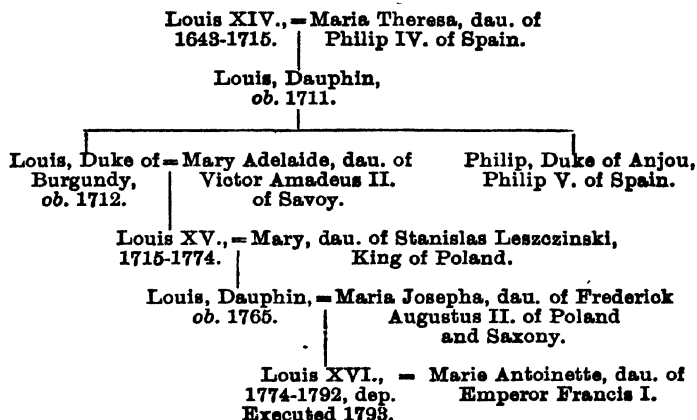 Louis XIV., = Maria Theresa, dau. of
1643-1715. Philip IV. of Spain.
Louis, Dauphin,
ob. 1711.
Louis, Duke of = Mary Adelaide, dau. of Philip, Duke of Anjou,
Burgundy, Victor Amadeus II. Philip V. of Spain.
ob. 1712. of Savoy.
Louis XV., = Mary, dau. of Stanislas Leszczinski,
1715-1774. King of Poland.
Louis, Dauphin, = Maria Josepha, dau. of Frederick
ob. 1765. Augustus II. of Poland
and Saxony.
Louis XVI., = Marie Antoinette, dau. of
1774-1792, dep. Emperor Francis I.
Executed 1793.